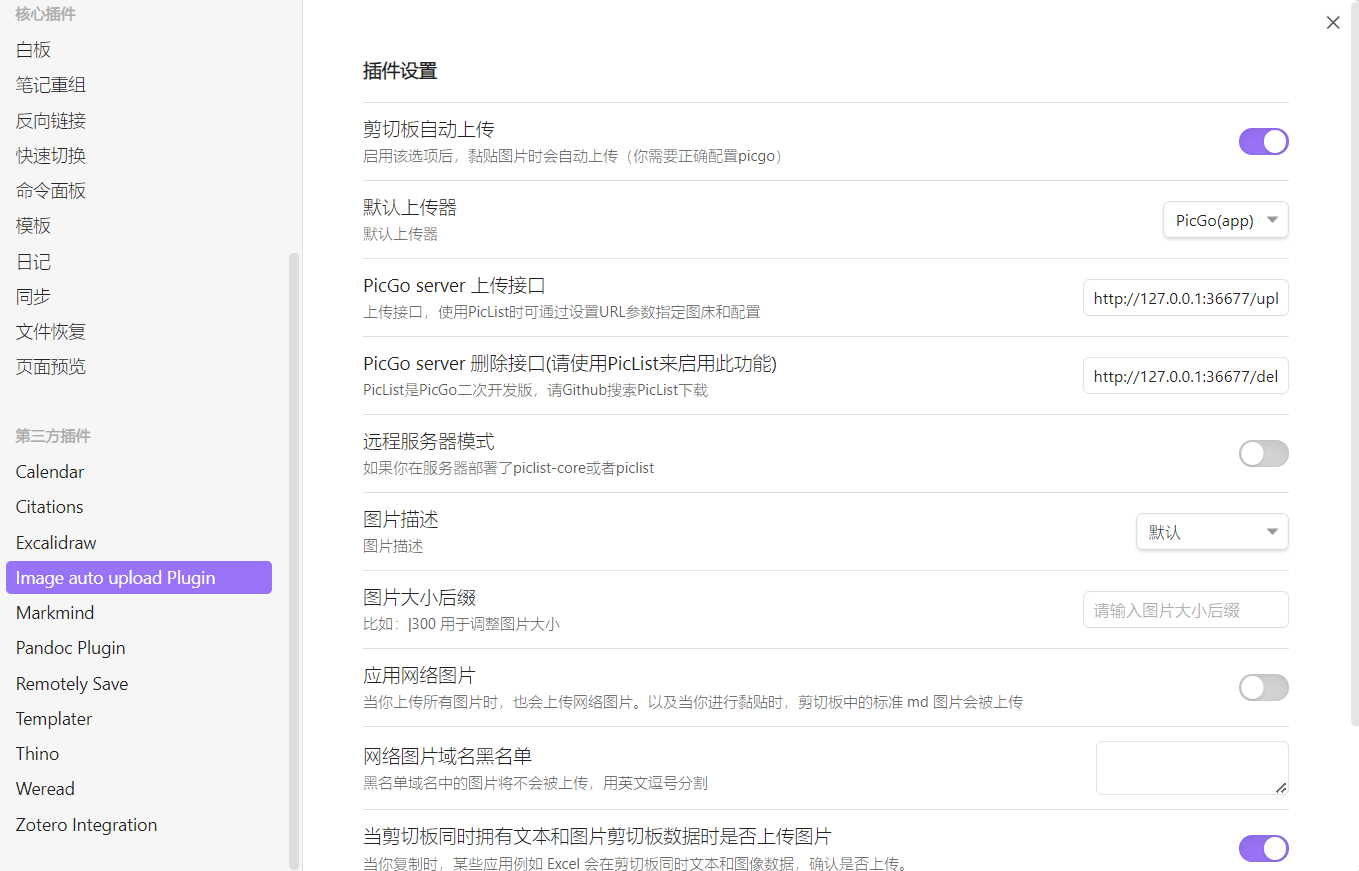 核心插件
白板
笔记重组
反向链接
快速切换
命令面板
模板
日记
同步
文件恢复
页面预览
第三方插件
Calendar
Citations
Excalidraw
Image auto upload Plugin
Markmind
Pandoc Plugin
Remotely Save
Templater
Thino
Weread
Zotero Integration
插件设置
剪切板自动上传
启用该选项后，黏贴图片时会自动上传（你需要正确配置picgo）
默认上传器
默认上传器
PicGo(app)
PicGo server 上传接口
上传接口，使用PicList时可通过设置URL参数指定图床和配置
http://127.0.0.1:36677/upl
PicGo server 删除接口(请使用PicList来启用此功能)
PicList是PicGo二次开发版，请Github搜索PicList下载
http://127.0.0.1:36677/del
远程服务器模式
如果你在服务器部署了piclist-core或者piclist
图片描述
图片描述
默认
图片大小后缀
比如：|300 用于调整图片大小
请输入图片大小后缀
应用网络图片
当你上传所有图片时，也会上传网络图片。以及当你进行黏贴时，剪切板中的标准 md 图片会被上传
网络图片域名黑名单
黑名单域名中的图片将不会被上传，用英文逗号分割
当剪切板同时拥有文本和图片剪切板数据时是否上传图片
当你复制时，某些应用例如 Excel 会在剪切板同时文本和图像数据，确认是否上传。